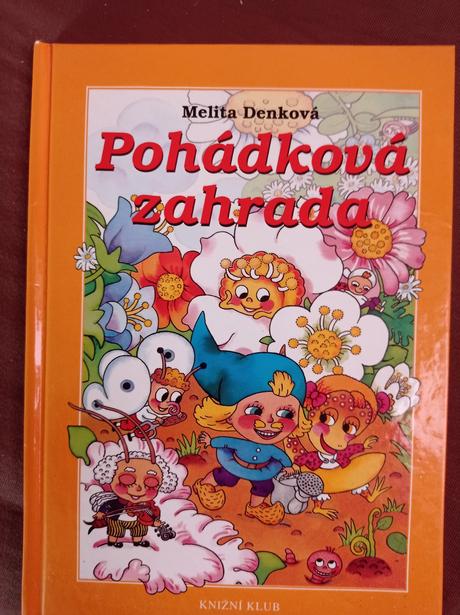 Melita Denková
Pohádková
zahrada
KNIŽNÍ KLUB